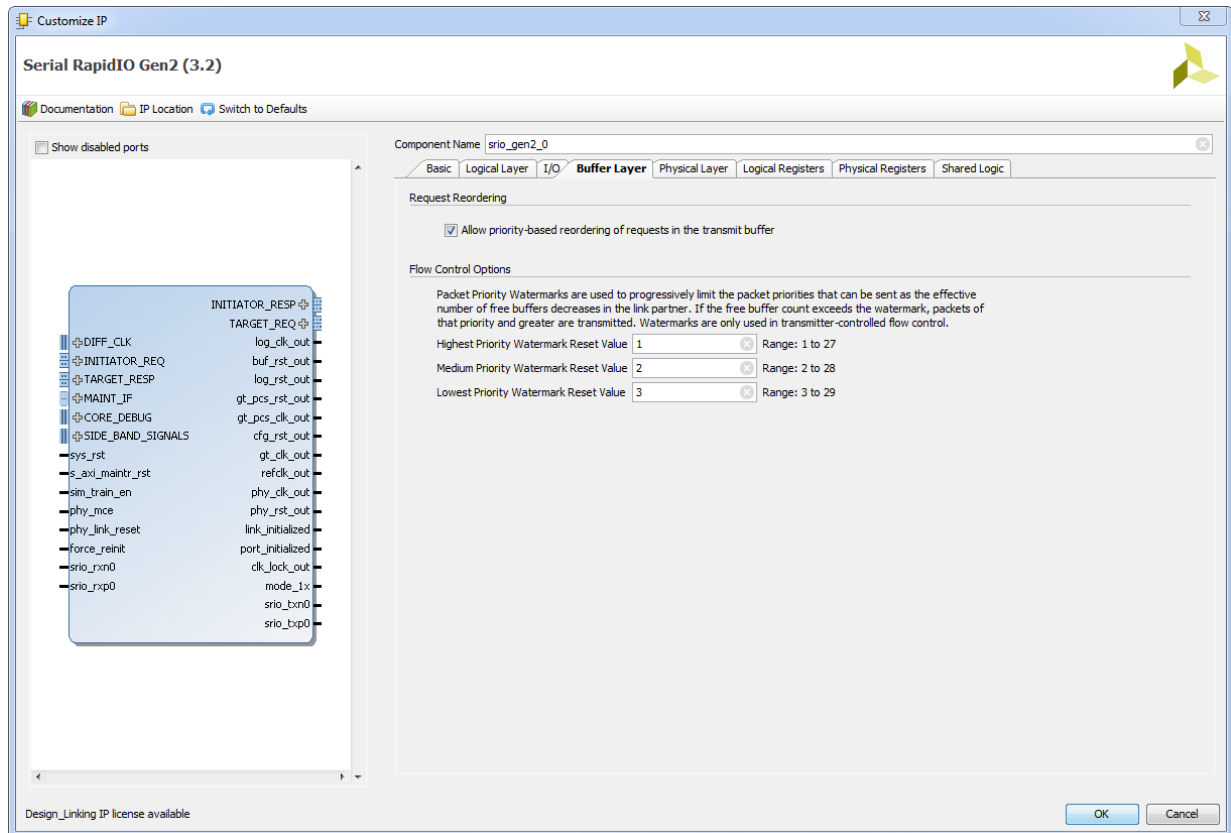 Customize IP
Serial RapidIO Gen2 (3.2)
Documentation IP Location Switch to Defaults
Show disabled ports
INITIATOR_RESP
TARGET_REQ
DIFF_CLK log_clk_out
INITIATOR_REQ buf_rst_out
TARGET_RESP log_rst_out
MAINT_IF gt_pcs_rst_out
CORE_DEBUG gt_pcs_clk_out
SIDE_BAND_SIGNALS cfg_rst_out
sys_rst gt_clk_out
s_axi_maintr_rst refclk_out
sim_train_en phy_clk_out
phy_mce phy_rst_out
phy_link_reset link_initialized
force_reinit port_initialized
srio_rxn0 clk_lock_out
srio_rxp0 mode_1x
srio_txn0
srio_txp0
Component Name srio_gen2_0
Basic Logical Layer I/O Buffer Layer Physical Layer Logical Registers Physical Registers Shared Logic
Request Reordering
Allow priority-based reordering of requests in the transmit buffer
Flow Control Options
Packet Priority Watermarks are used to progressively limit the packet priorities that can be sent as the effective
number of free buffers decreases in the link partner. If the free buffer count exceeds the watermark, packets of
that priority and greater are transmitted. Watermarks are only used in transmitter-controlled flow control.
Highest Priority Watermark Reset Value 1 Range: 1 to 27
Medium Priority Watermark Reset Value 2 Range: 2 to 28
Lowest Priority Watermark Reset Value 3 Range: 3 to 29
Design_Linking IP license available
OK Cancel